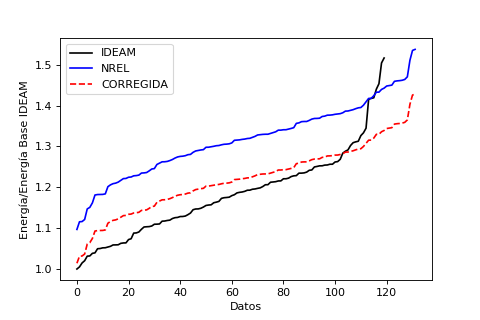 IDEAM
NREL
CORREGIDA
Energía/Energía Base IDEAM
1.5
1.4
1.3
1.2
1.1
1.0
0 20 40 60 80 100 120
Datos